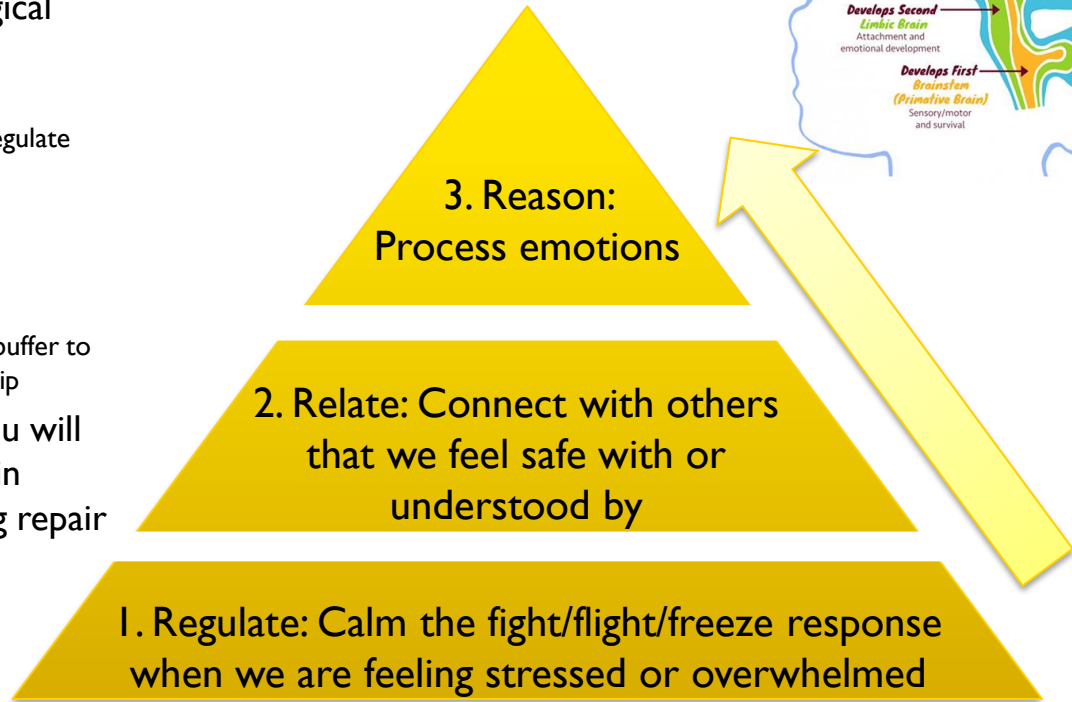 gical
egulate
buffer to
ip
u will
in
g repair
Develops Second
Limbic Brain
Attachment and
emotional development
Develops First
Brainstem
(Primative Brain)
Sensory/motor
and survival
3. Reason:
Process emotions
2. Relate: Connect with others
that we feel safe with or
understood by
1. Regulate: Calm the fight/flight/freeze response
when we are feeling stressed or overwhelmed